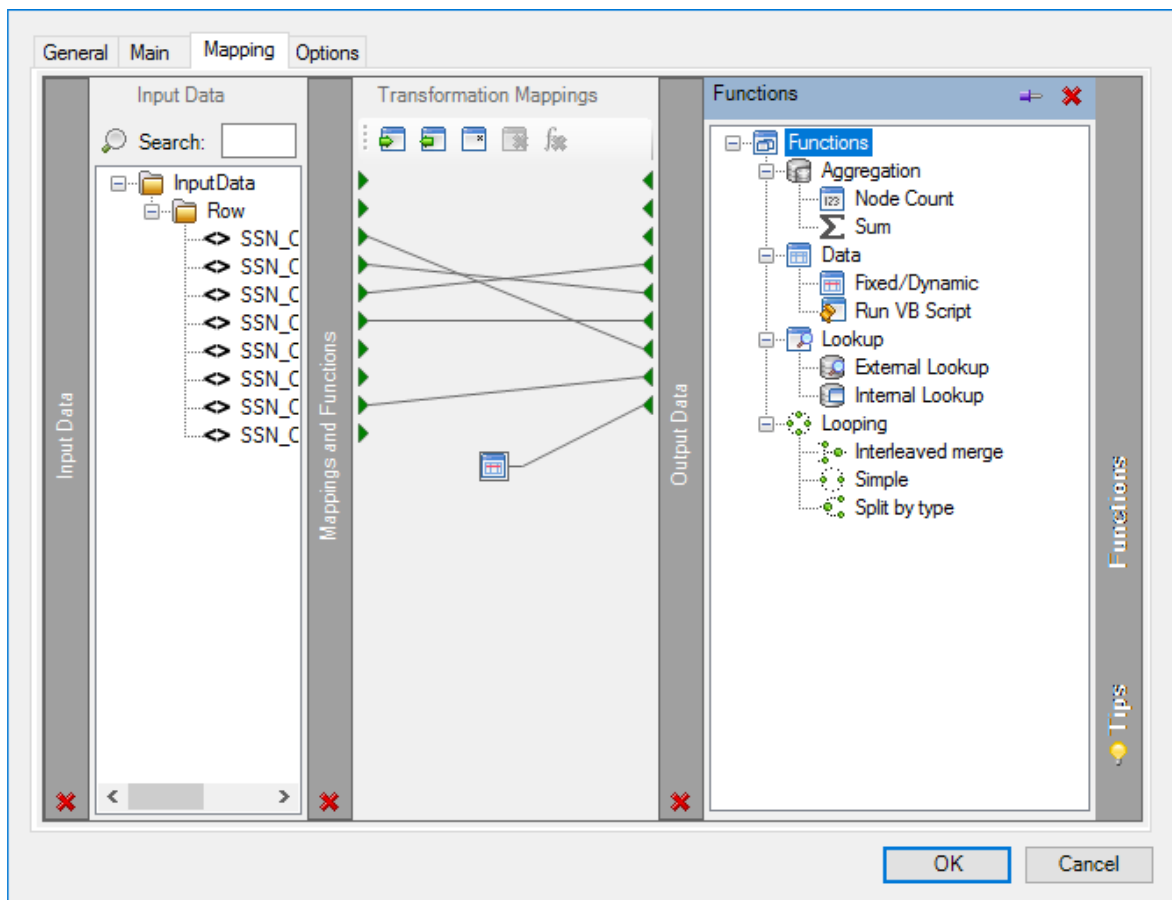 General Main Mapping Options
Input Data
Search:
InputData
Row
SSN_C
SSN_C
SSN_C
SSN_C
SSN_C
SSN_C
SSN_C
SSN_C
Input Data
Mappings and Functions
Transformation Mappings
Output Data
Functions
Functions
Aggregation
Node Count
123
Sum
Data
Fixed/Dynamic
Run VB Script
Lookup
External Lookup
Internal Lookup
Looping
Interleaved merge
Simple
Split by type
Functions
Tips
OK Cancel